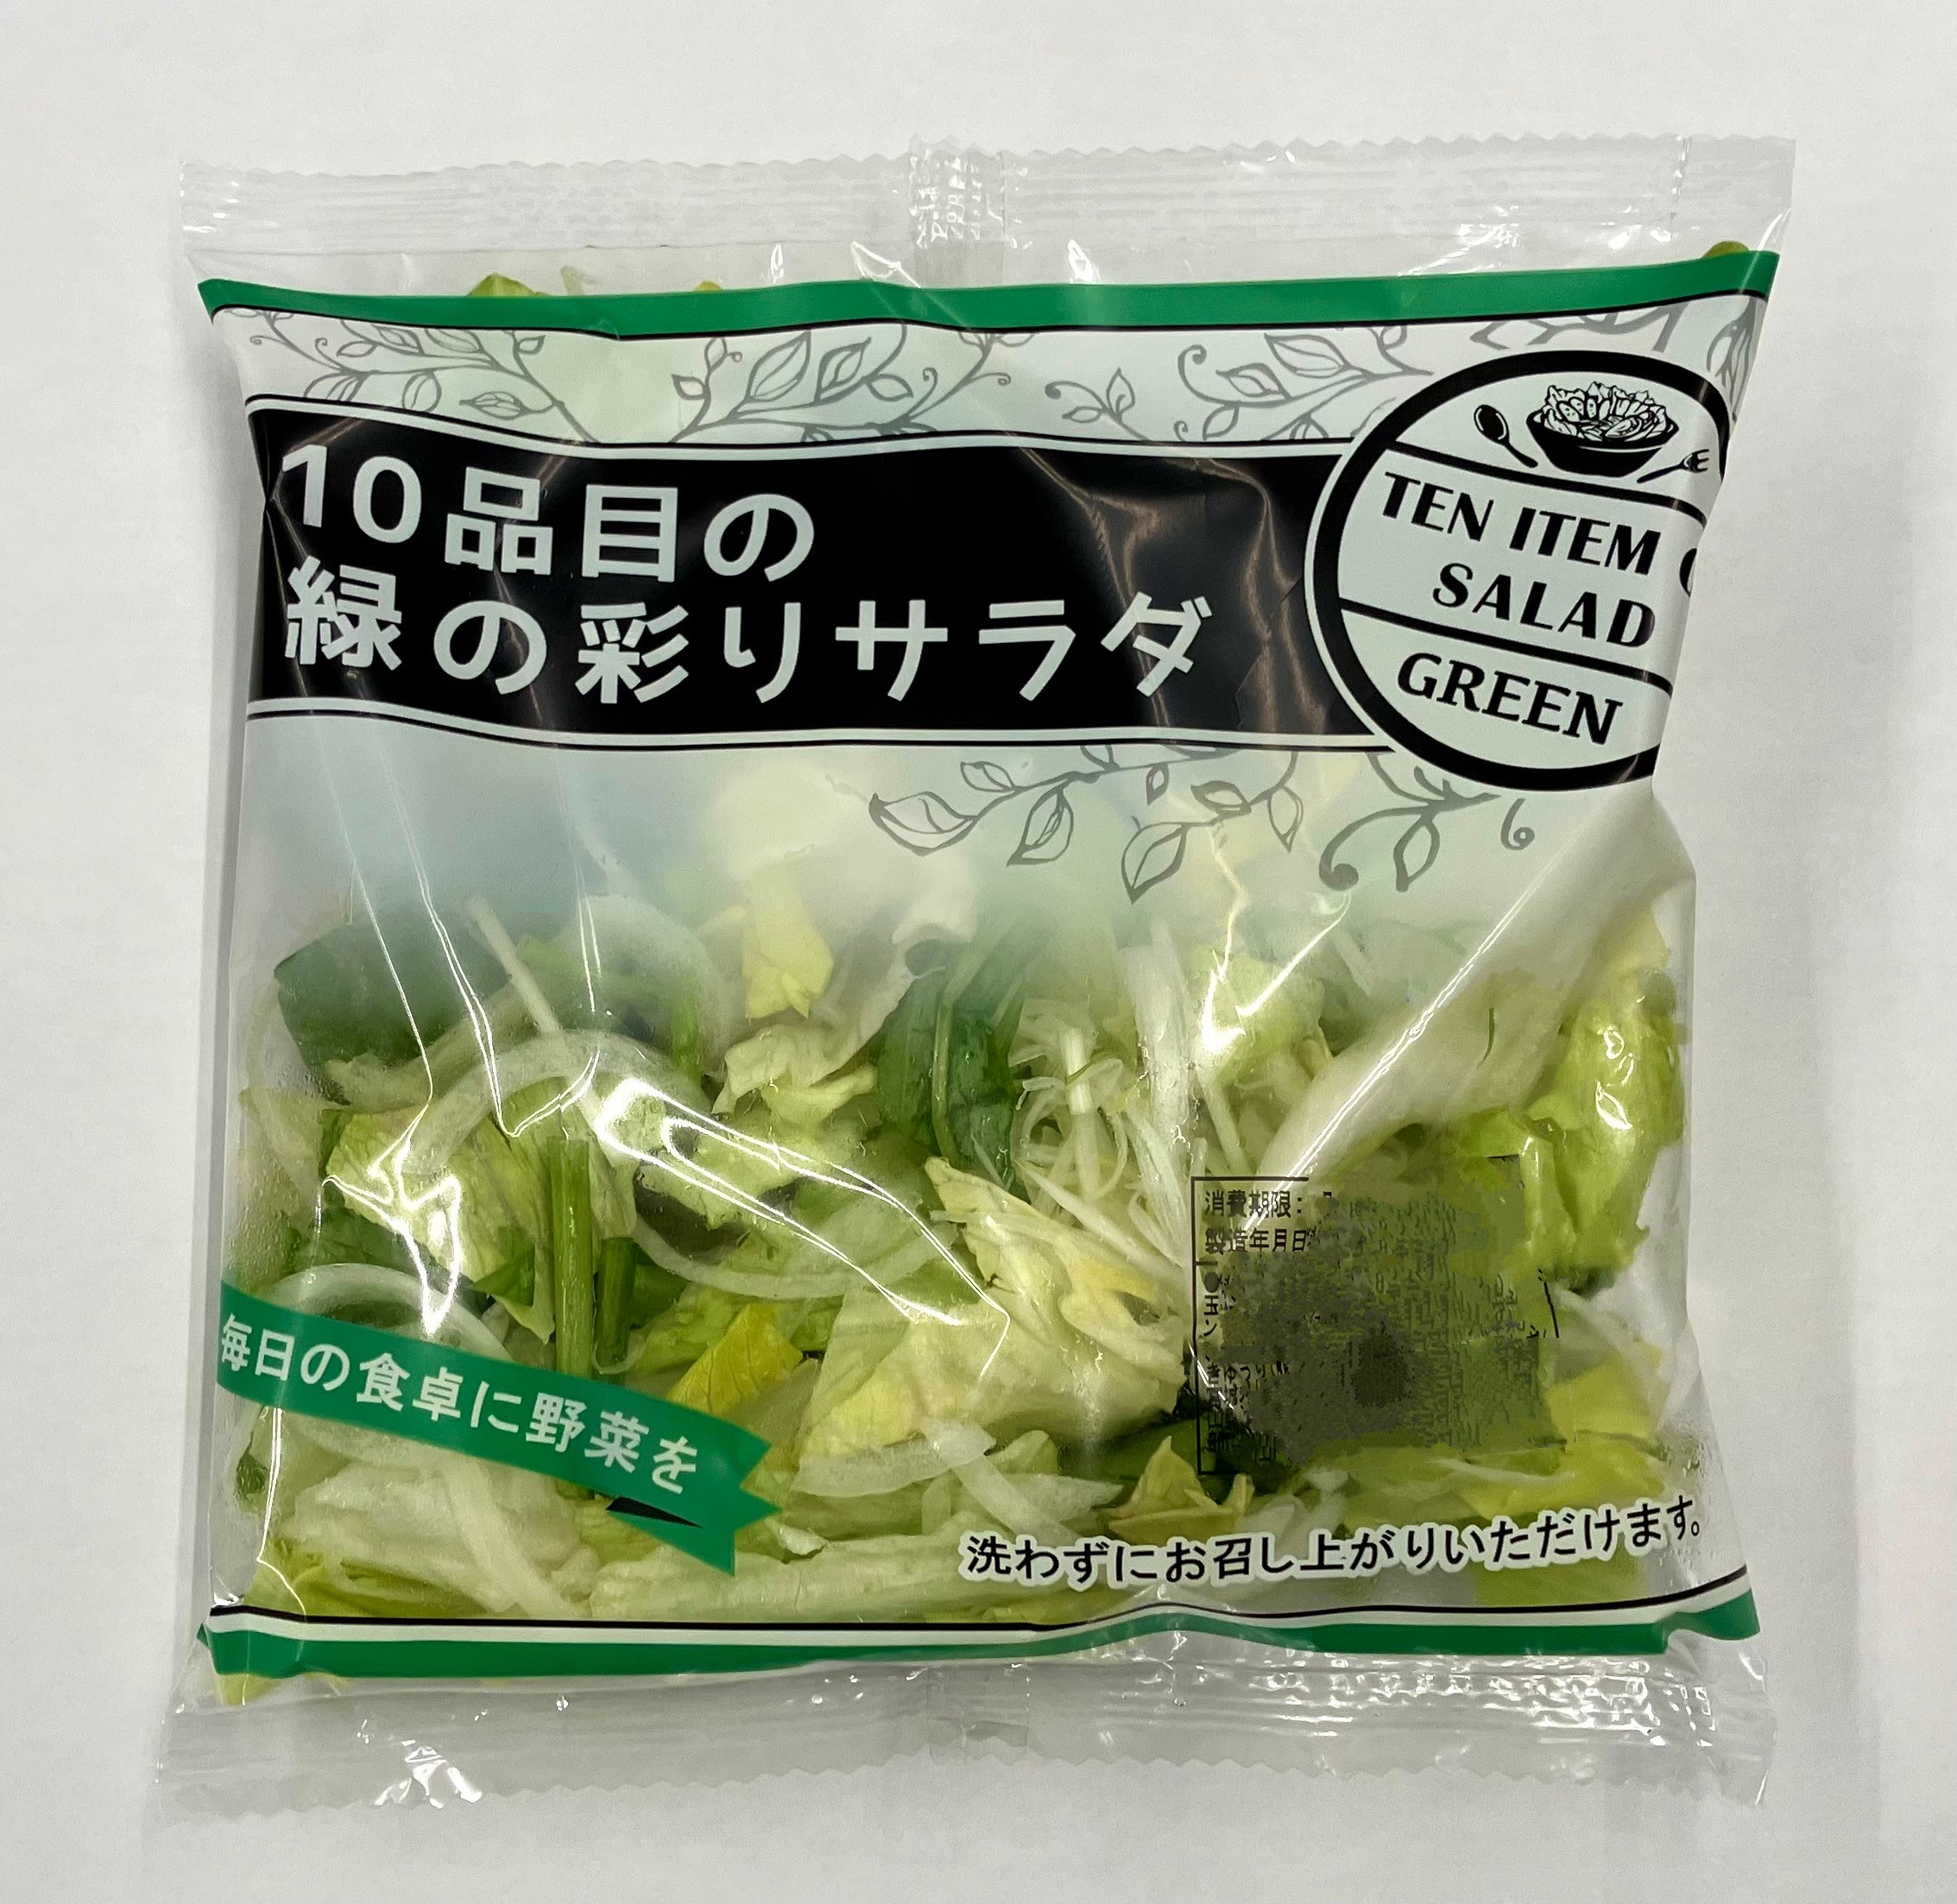 10品目の
緑の彩りサラダ
TEN ITEM
SALAD
GREEN
消費期限:
製造年月日
毎日の食卓に野菜を
洗わずにお召し上がりいただけます。